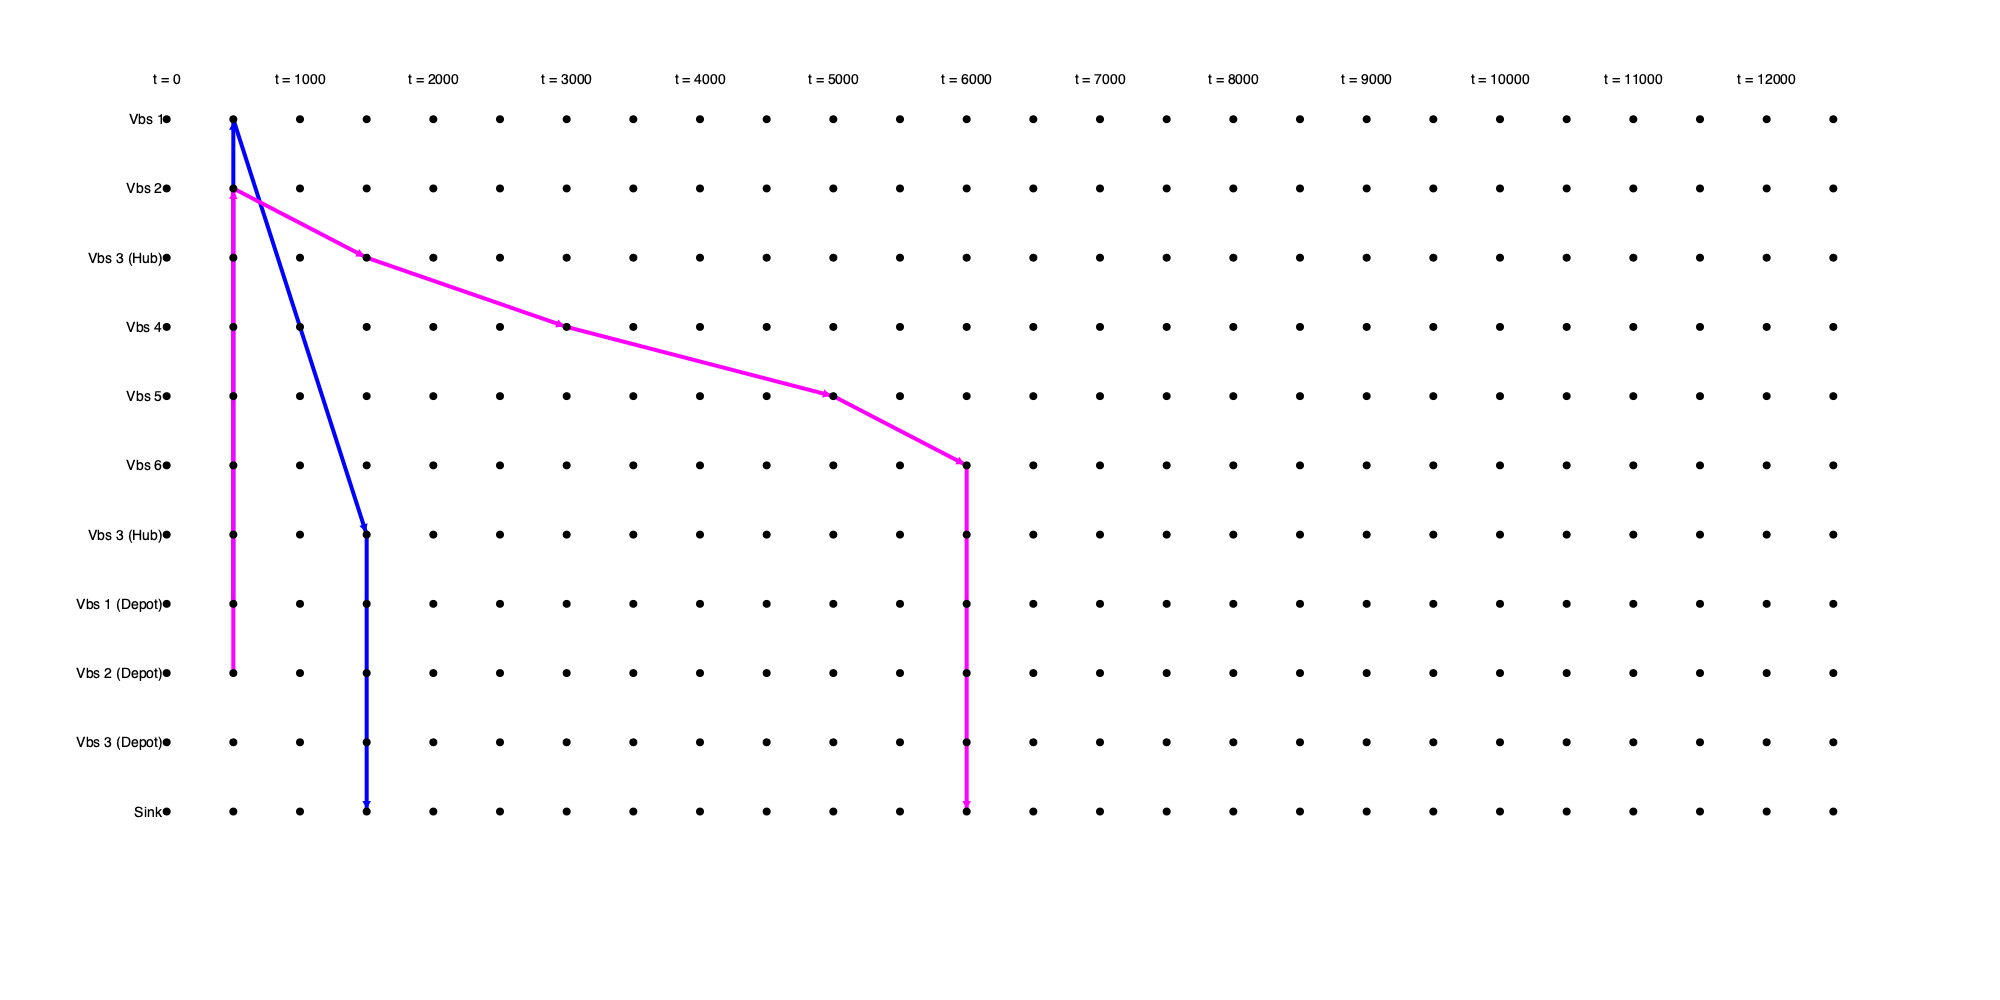 t = 0 t = 1000 t = 2000 t = 3000 t = 4000 t = 5000 t = 6000 t = 7000 t = 8000 t = 9000 t = 10000 t = 11000 t = 12000
Vbs 1
Vbs 2
Vbs 3 (Hub)
Vbs 4
Vbs 5
Vbs 6
Vbs 3 (Hub)
Vbs 1 (Depot)
Vbs 2 (Depot)
Vbs 3 (Depot)
Sink